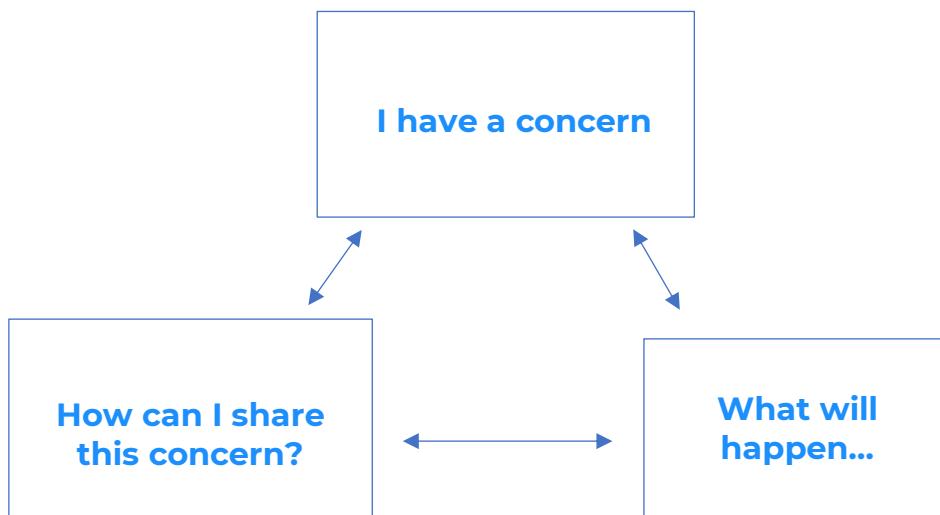 I have a concern
How can I share
this concern?
What will
happen...